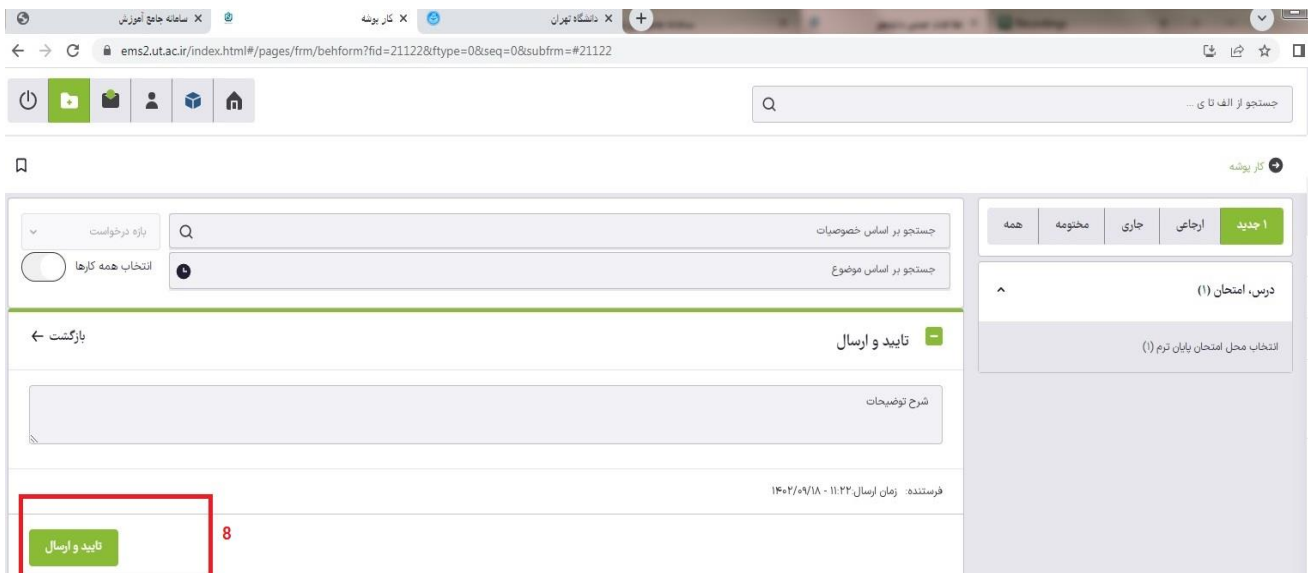 دانشگاه تهران
کار پوشه
سامانه جامع آموزش
ems2.ut.ac.ir/index.html#/pages/frm/behform?fid=21122&ftype=0&seq=0&subfrm=#21122
جستجو از الف تا ی ...
کار پوشه
۱ جدید
ارجاعی
جاری
مختومه
همه
درس، امتحان (۱)
انتخاب محل امتحان پایان ترم (۱)
جستجو بر اساس خصوصیات
بازه درخواست
جستجو بر اساس موضوع
انتخاب همه کارها
تایید و ارسال
بازگشت
شرح توضیحات
فرستنده: زمان ارسال:۱۱:۲۲ - ۱۴۰۲/۰۹/۱۸
8
تایید و ارسال